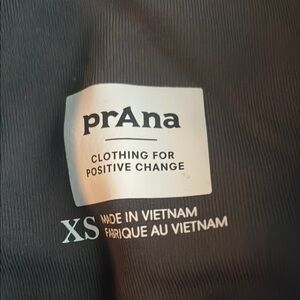 prAna
CLOTHING FOR
POSITIVE CHANGE
XS MADE IN VIETNAM
FABRIQUE AU VIETNAM